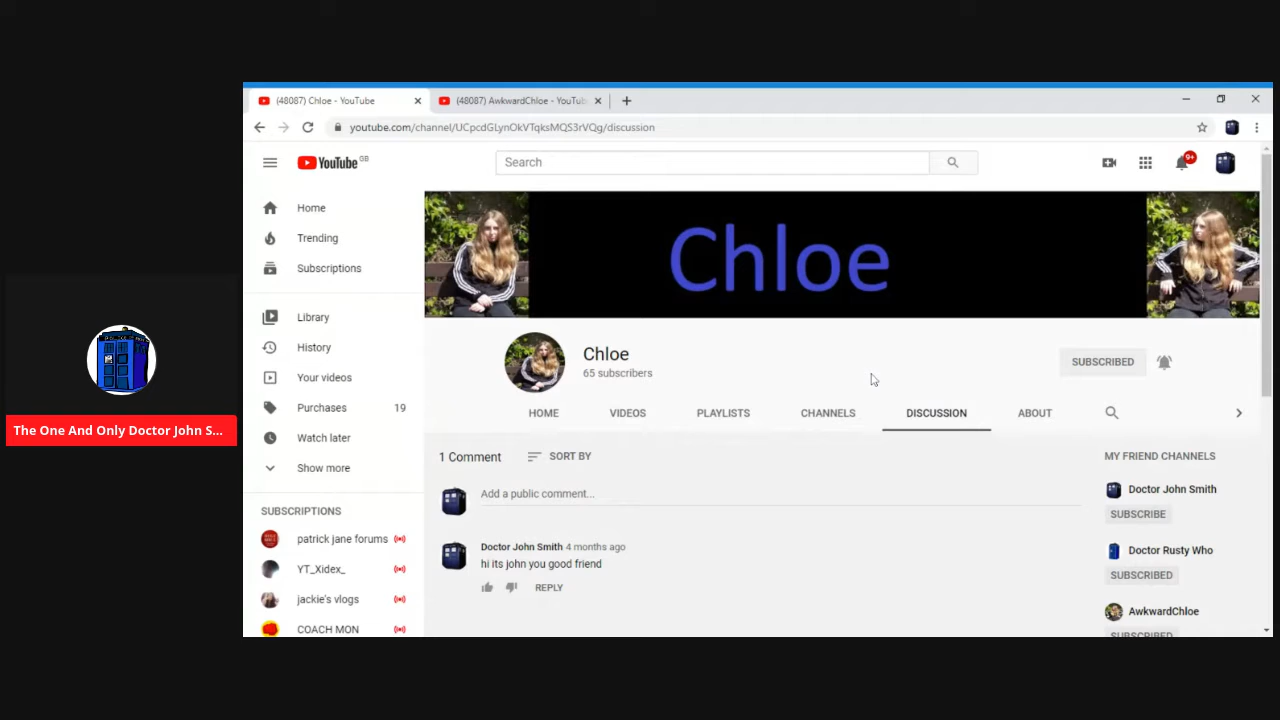 (48087) Chloe - YouTube
(48087) AwkwardChloe - YouTub
youtube.com/channel/UCpcdGLynOkVTqksMQS3rVQg/discussion
YouTube GB
Search
9+
Home
Trending
Subscriptions
Library
History
Your videos
Purchases 19
Watch later
Show more
SUBSCRIPTIONS
patrick jane forums
YT_Xidex_
jackie's vlogs
COACH MON
Chloe
Chloe
65 subscribers
SUBSCRIBED
HOME VIDEOS PLAYLISTS CHANNELS DISCUSSION ABOUT
1 Comment SORT BY
Add a public comment...
Doctor John Smith 4 months ago
hi its john you good friend
REPLY
MY FRIEND CHANNELS
Doctor John Smith
SUBSCRIBE
Doctor Rusty Who
SUBSCRIBED
AwkwardChloe
SUBSCRIBED
The One And Only Doctor John S...